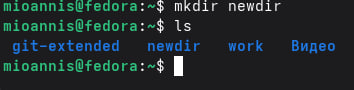 mioannis@fedora:~$ mkdir newdir
mioannis@fedora:~$ ls
git-extended newdir work Видео
mioannis@fedora:~$